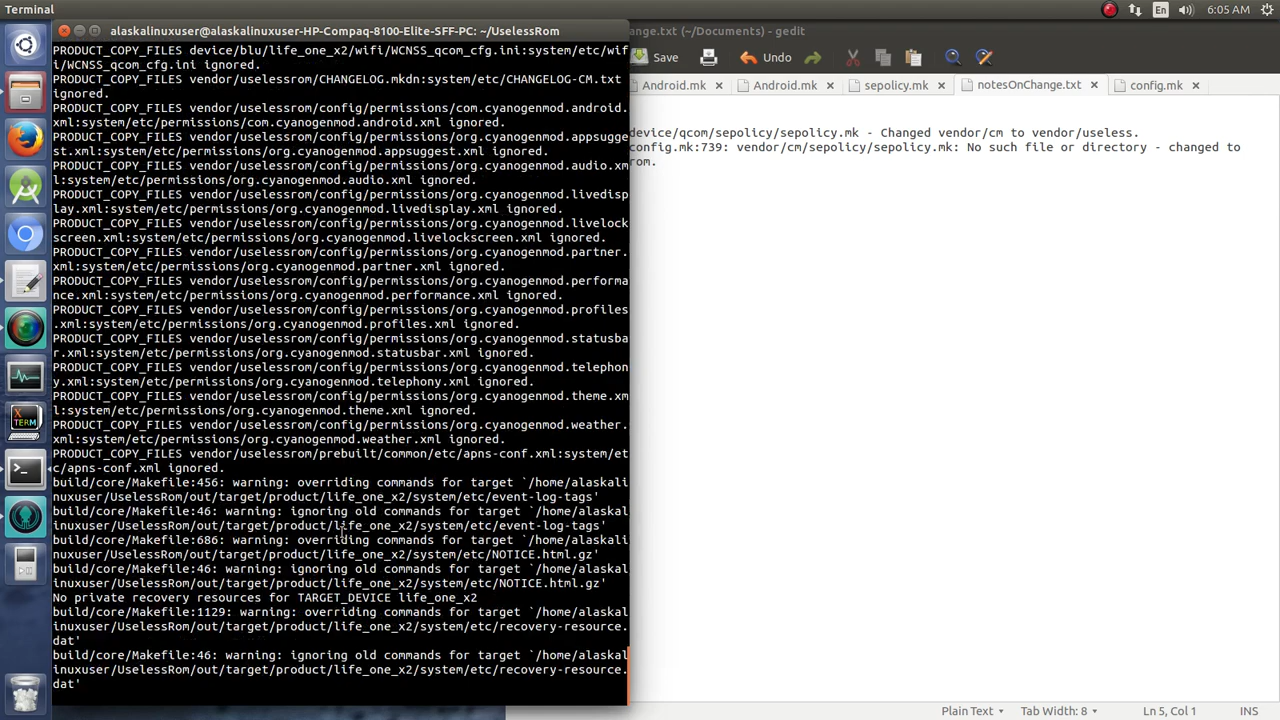 Terminal
En
6:05 AM
alaskalinuxuser@alaskalinuxuser-HP-Compaq-8100-Elite-SFF-PC: ~/UselessRom
PRODUCT_COPY_FILES device/blu/life_one_x2/wifi/WCNSS_qcom_cfg.ini:system/etc/wif
i/WCNSS_qcom_cfg.ini ignored.
PRODUCT_COPY_FILES vendor/uselessrom/CHANGELOG.mkdn:system/etc/CHANGELOG-CM.txt
ignored.
PRODUCT_COPY_FILES vendor/uselessrom/config/permissions/com.cyanogenmod.android.
xml:system/etc/permissions/com.cyanogenmod.android.xml ignored.
PRODUCT_COPY_FILES vendor/uselessrom/config/permissions/org.cyanogenmod.appsugge
st.xml:system/etc/permissions/org.cyanogenmod.appsuggest.xml ignored.
PRODUCT_COPY_FILES vendor/uselessrom/config/permissions/org.cyanogenmod.audio.xm
l:system/etc/permissions/org.cyanogenmod.audio.xml ignored.
PRODUCT_COPY_FILES vendor/uselessrom/config/permissions/org.cyanogenmod.livedisp
lay.xml:system/etc/permissions/org.cyanogenmod.livedisplay.xml ignored.
PRODUCT_COPY_FILES vendor/uselessrom/config/permissions/org.cyanogenmod.livelock
screen.xml:system/etc/permissions/org.cyanogenmod.livelockscreen.xml ignored.
PRODUCT_COPY_FILES vendor/uselessrom/config/permissions/org.cyanogenmod.partner.
xml:system/etc/permissions/org.cyanogenmod.partner.xml ignored.
PRODUCT_COPY_FILES vendor/uselessrom/config/permissions/org.cyanogenmod.performa
nce.xml:system/etc/permissions/org.cyanogenmod.performance.xml ignored.
PRODUCT_COPY_FILES vendor/uselessrom/config/permissions/org.cyanogenmod.profiles
.xml:system/etc/permissions/org.cyanogenmod.profiles.xml ignored.
PRODUCT_COPY_FILES vendor/uselessrom/config/permissions/org.cyanogenmod.statusba
r.xml:system/etc/permissions/org.cyanogenmod.statusbar.xml ignored.
PRODUCT_COPY_FILES vendor/uselessrom/config/permissions/org.cyanogenmod.telephon
y.xml:system/etc/permissions/org.cyanogenmod.telephony.xml ignored.
PRODUCT_COPY_FILES vendor/uselessrom/config/permissions/org.cyanogenmod.theme.xm
l:system/etc/permissions/org.cyanogenmod.theme.xml ignored.
PRODUCT_COPY_FILES vendor/uselessrom/config/permissions/org.cyanogenmod.weather.
xml:system/etc/permissions/org.cyanogenmod.weather.xml ignored.
PRODUCT_COPY_FILES vendor/uselessrom/prebuilt/common/etc/apns-conf.xml:system/et
c/apns-conf.xml ignored.
build/core/Makefile:456: warning: overriding commands for target `/home/alaskali
nuxuser/UselessRom/out/target/product/life_one_x2/system/etc/event-log-tags'
build/core/Makefile:46: warning: ignoring old commands for target `/home/alaskal
inuxuser/UselessRom/out/target/product/life_one_x2/system/etc/event-log-tags'
build/core/Makefile:686: warning: overriding commands for target `/home/alaskali
nuxuser/UselessRom/out/target/product/life_one_x2/system/etc/NOTICE.html.gz'
build/core/Makefile:46: warning: ignoring old commands for target `/home/alaskal
inuxuser/UselessRom/out/target/product/life_one_x2/system/etc/NOTICE.html.gz'
No private recovery resources for TARGET_DEVICE life_one_x2
build/core/Makefile:1129: warning: overriding commands for target `/home/alaskal
inuxuser/UselessRom/out/target/product/life_one_x2/system/etc/recovery-resource.
dat'
build/core/Makefile:46: warning: ignoring old commands for target `/home/alaskal
inuxuser/UselessRom/out/target/product/life_one_x2/system/etc/recovery-resource.
dat'
X
TERM
ange.txt (~/Documents) - gedit
Save
Undo
Android.mk
Android.mk
sepolicy.mk
notesOnChange.txt
config.mk
device/qcom/sepolicy/sepolicy.mk - Changed vendor/cm to vendor/useless.
config.mk:739: vendor/cm/sepolicy/sepolicy.mk: No such file or directory - changed to
rom.
Plain Text
Tab Width: 8
Ln 5, Col 1
INS